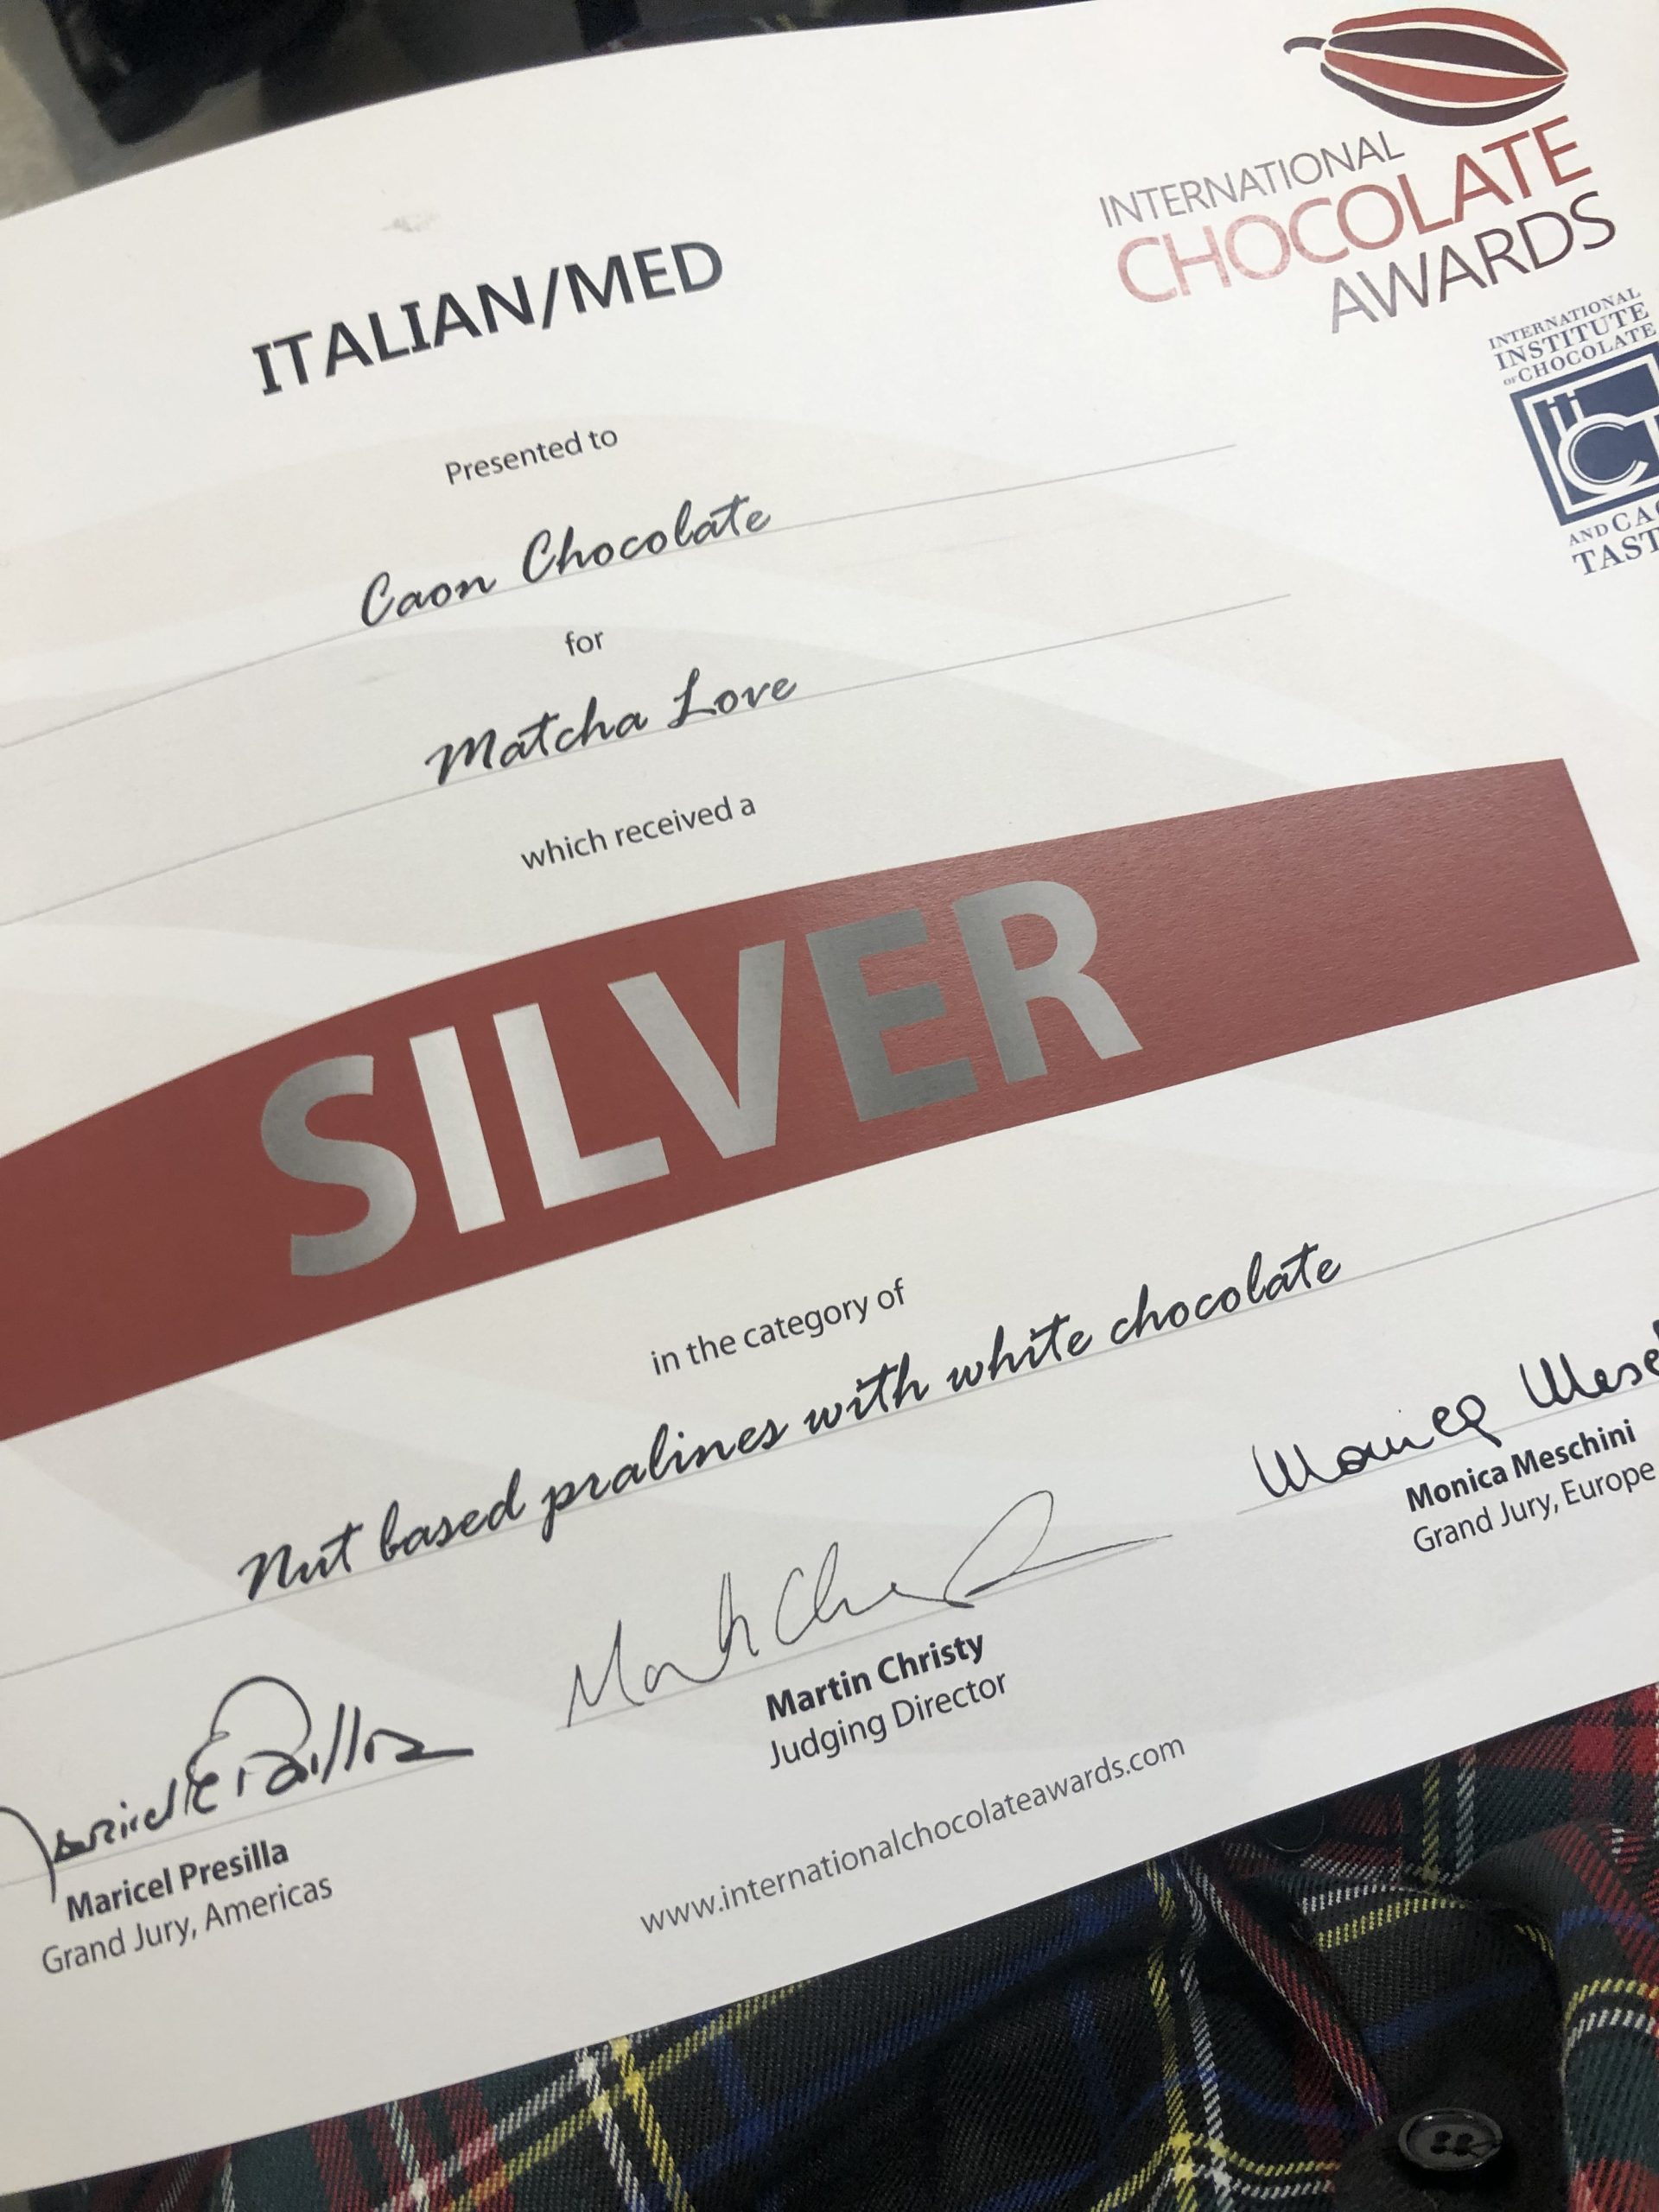 INTERNATIONAL
CHOCOLATE
AWARDS
ITALIAN/MED
INTERNATIONAL
INSTITUTE
OF CHOCOLATE
AND
Presented to
Caon Chocolate
for
Matcha Love
which received a
SILVER
in the category of
Nut based pralines with white chocolate
Maricel Presilla
Grand Jury, Americas
Martin Christy
Judging Director
Monica Meschini
Grand Jury, Europe
www.internationalchocolateawards.com